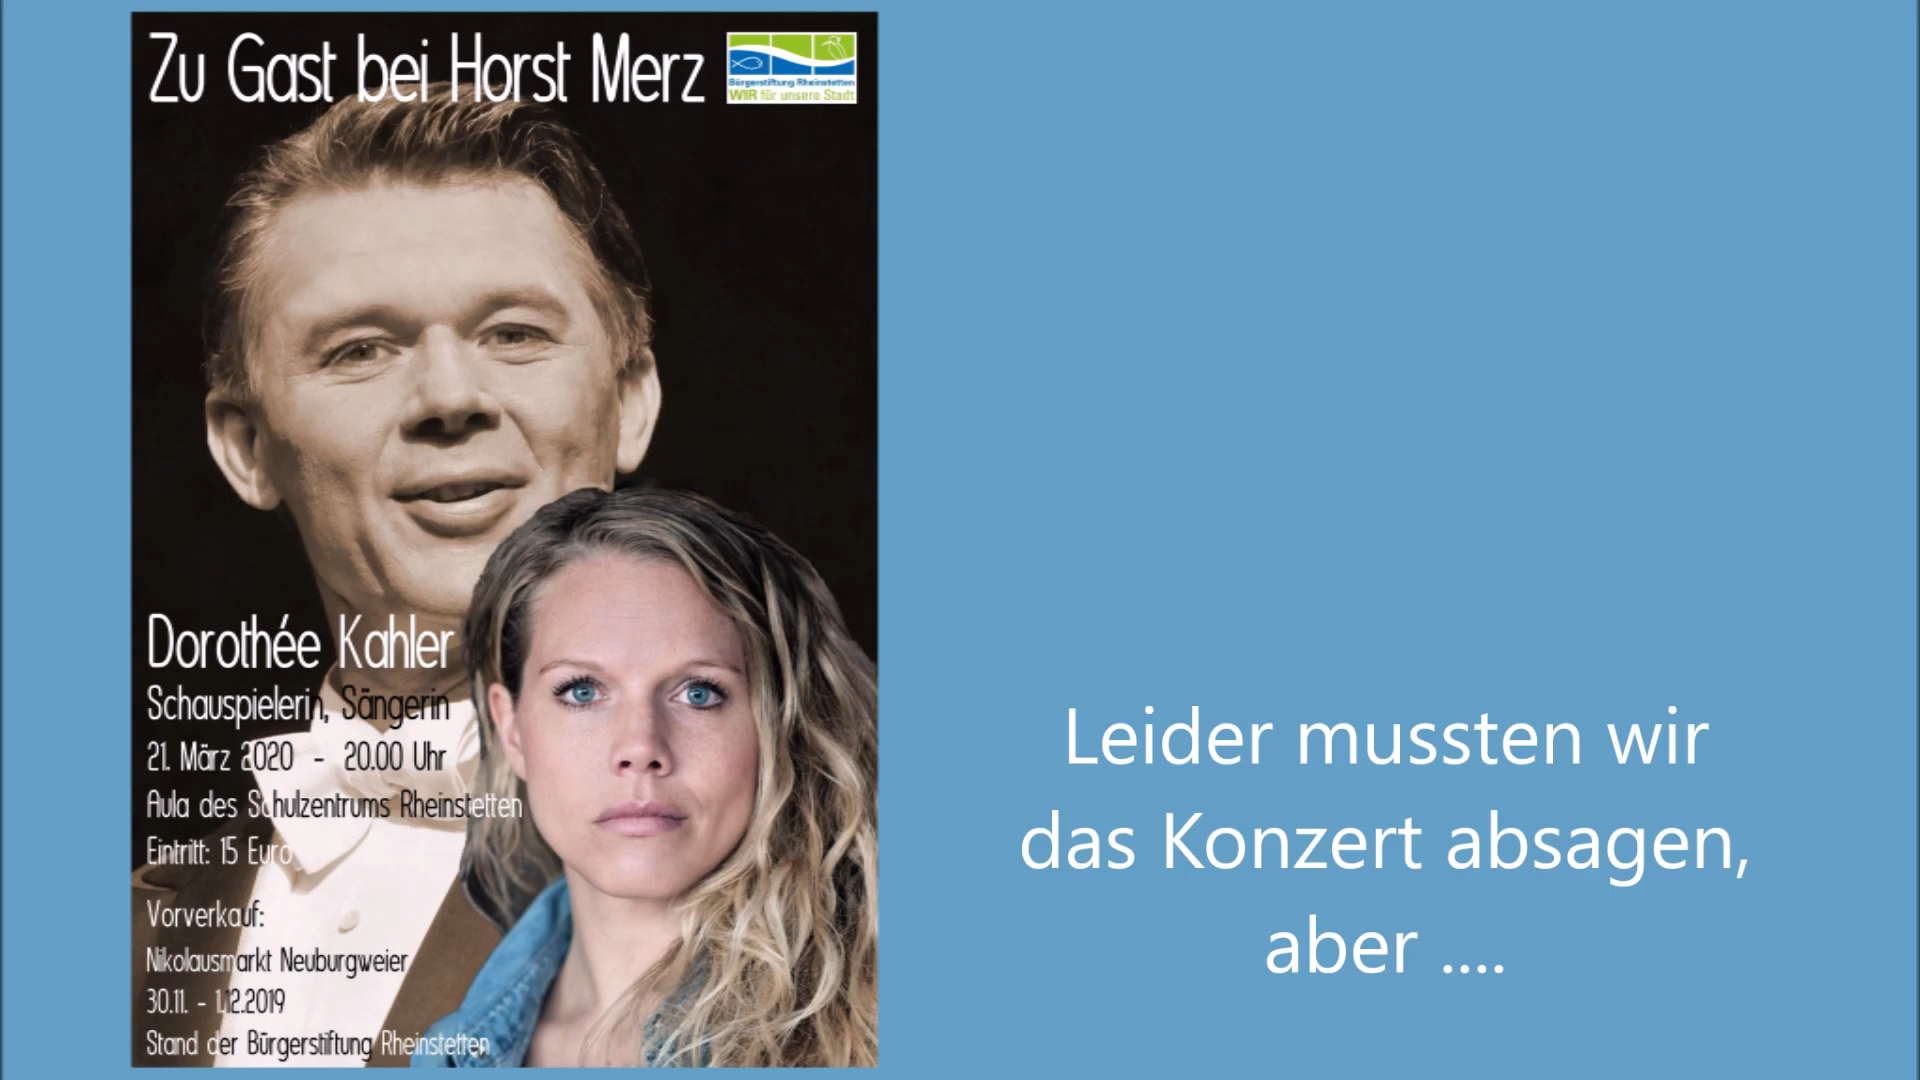 Zu Gast bei Horst Merz
Bürgerstiftung Rheinstetten
WIR für unsere Stadt
Dorothée Kahler
Schauspielerin, Sängerin
21. März 2020 - 20.00 Uhr
Aula des Schulzentrums Rheinstetten
Eintritt: 15 Euro
Vorverkauf:
Nikolausmarkt Neuburgweier
30.11. - 1.12.2019
Stand der Bürgerstiftung Rheinstetten
Leider mussten wir
das Konzert absagen,
aber ....